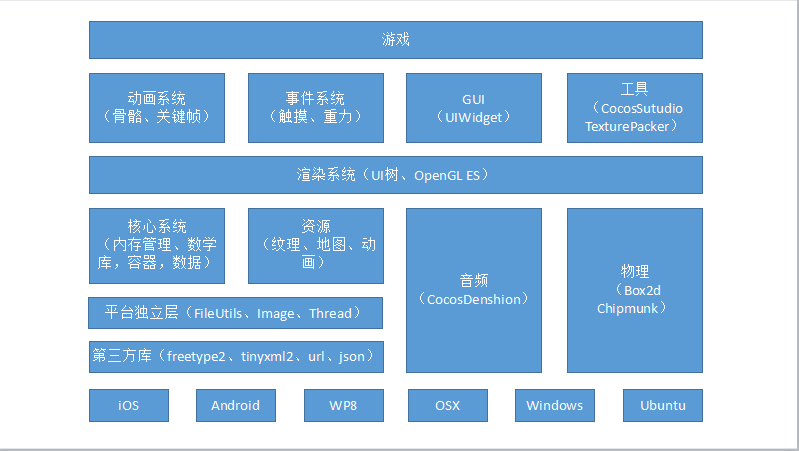 游戏
动画系统
（骨骼、关键帧）
事件系统
（触摸、重力）
GUI
（UIWidget）
工具
（CocosSutudio
TexturePacker）
渲染系统（UI树、OpenGL ES）
核心系统
（内存管理、数学
库，容器，数据）
资源
（纹理、地图、动
画）
音频
（CocosDenshion）
物理
（Box2d
Chipmunk）
平台独立层（FileUtils、Image、Thread）
第三方库（freetype2、tinyxml2、url、json）
iOS
Android
WP8
OSX
Windows
Ubuntu